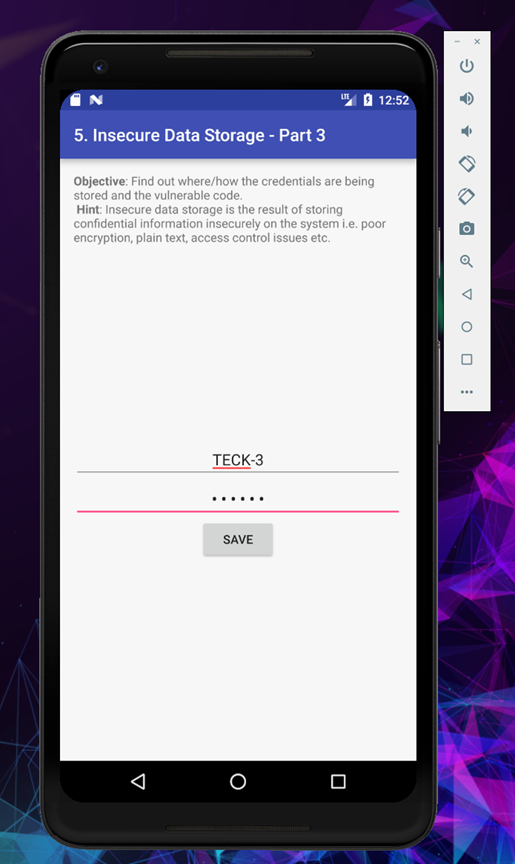 LTE 12:52
5. Insecure Data Storage - Part 3
Objective: Find out where/how the credentials are being
stored and the vulnerable code.
Hint: Insecure data storage is the result of storing
confidential information insecurely on the system i.e. poor
encryption, plain text, access control issues etc.
TECK-3
••••••
SAVE